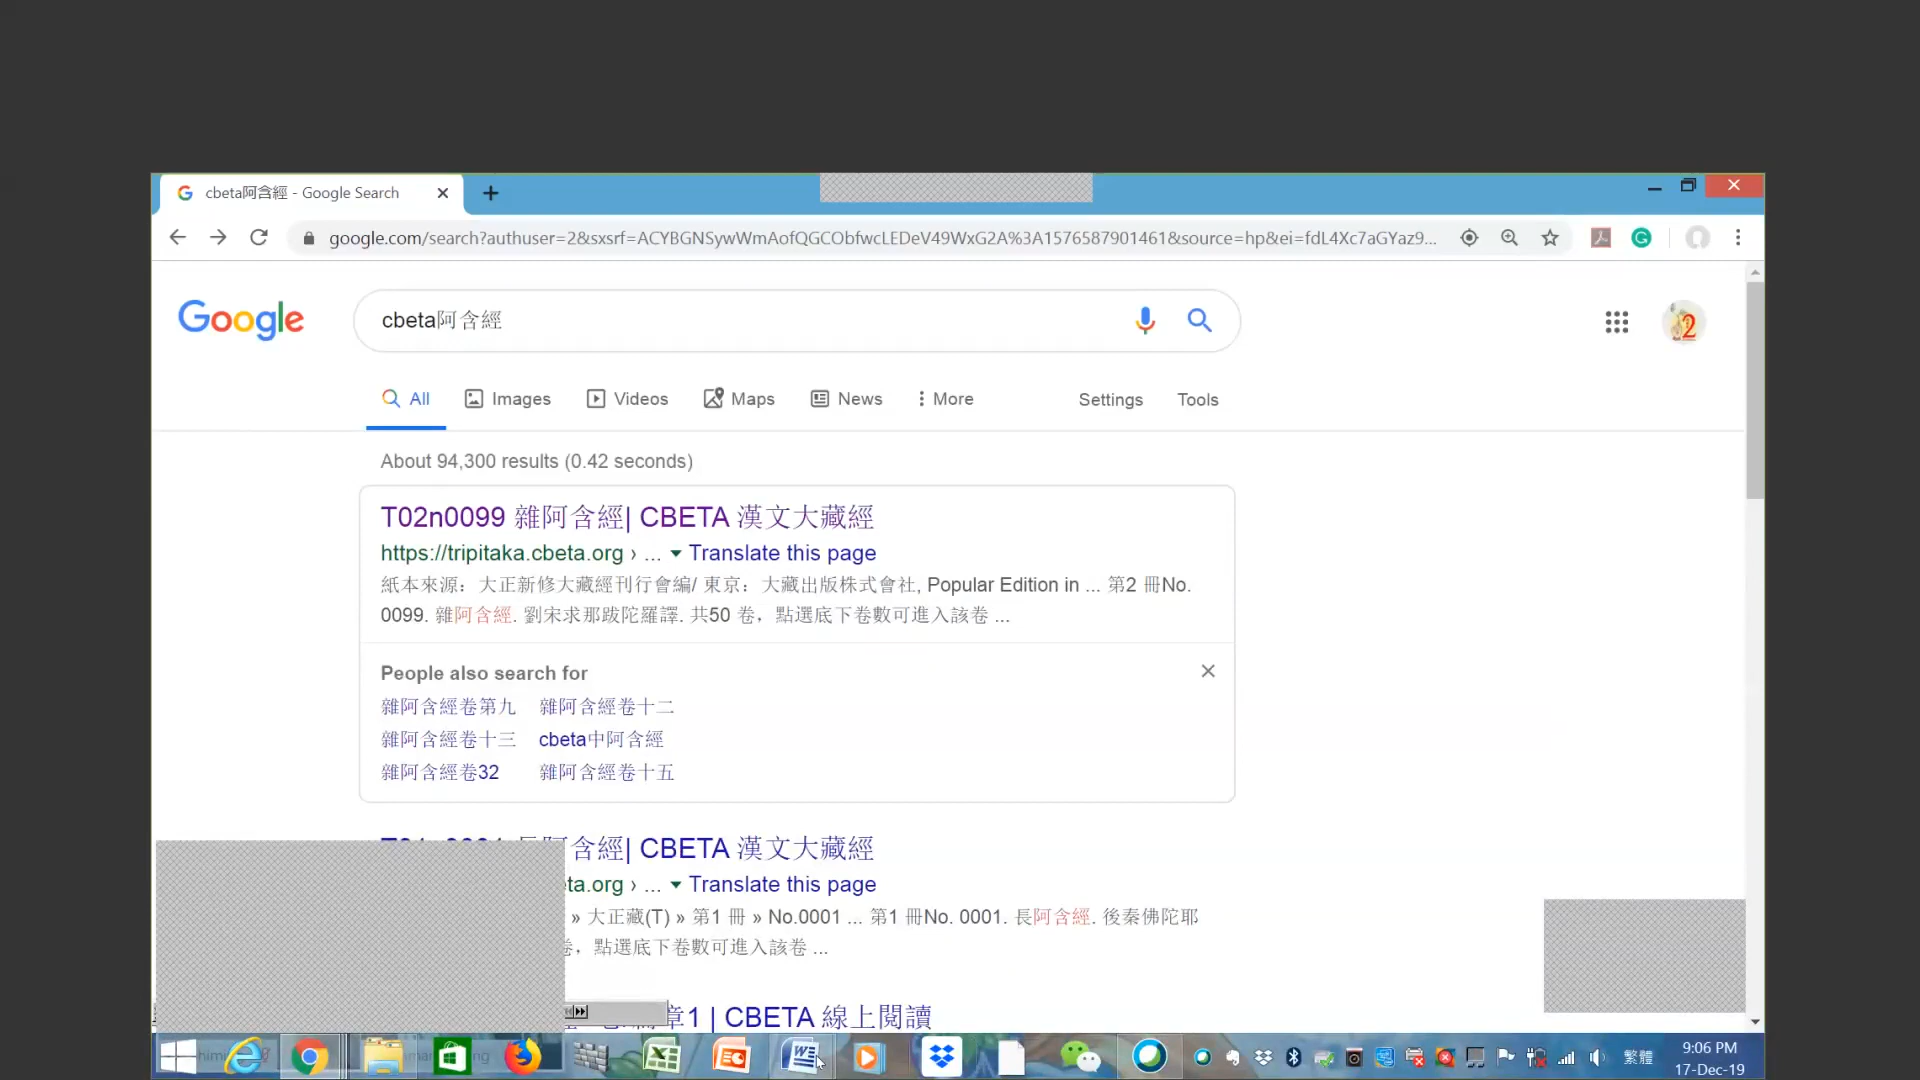 cbeta阿含經 - Google Search
google.com/search?authuser=2&sxsrf=ACYBGNSywWmAofQGCObfwcLEDeV49WxG2A%3A1576587901461&source=hp&ei=fdL4Xc7aGYaz9...
Google
cbeta阿含經
2
All Images Videos Maps News More Settings Tools
About 94,300 results (0.42 seconds)
T02n0099 雜阿含經| CBETA 漢文大藏經
https://tripitaka.cbeta.org › ... Translate this page
紙本來源：大正新修大藏經刊行會編/ 東京：大藏出版株式會社, Popular Edition in ... 第2 冊No.
0099. 雜阿含經. 劉宋求那跋陀羅譯. 共50 卷，點選底下卷數可進入該卷 ...
People also search for
雜阿含經卷第九 雜阿含經卷十二
雜阿含經卷十三 cbeta中阿含經
雜阿含經卷32 雜阿含經卷十五
含經| CBETA 漢文大藏經
ta.org › ... Translate this page
» 大正藏(T) » 第1 冊 » No.0001 ... 第1 冊No. 0001. 長阿含經. 後秦佛陀耶
卷，點選底下卷數可進入該卷 ...
章1 | CBETA 線上閱讀
繁體
9:06 PM
17-Dec-19